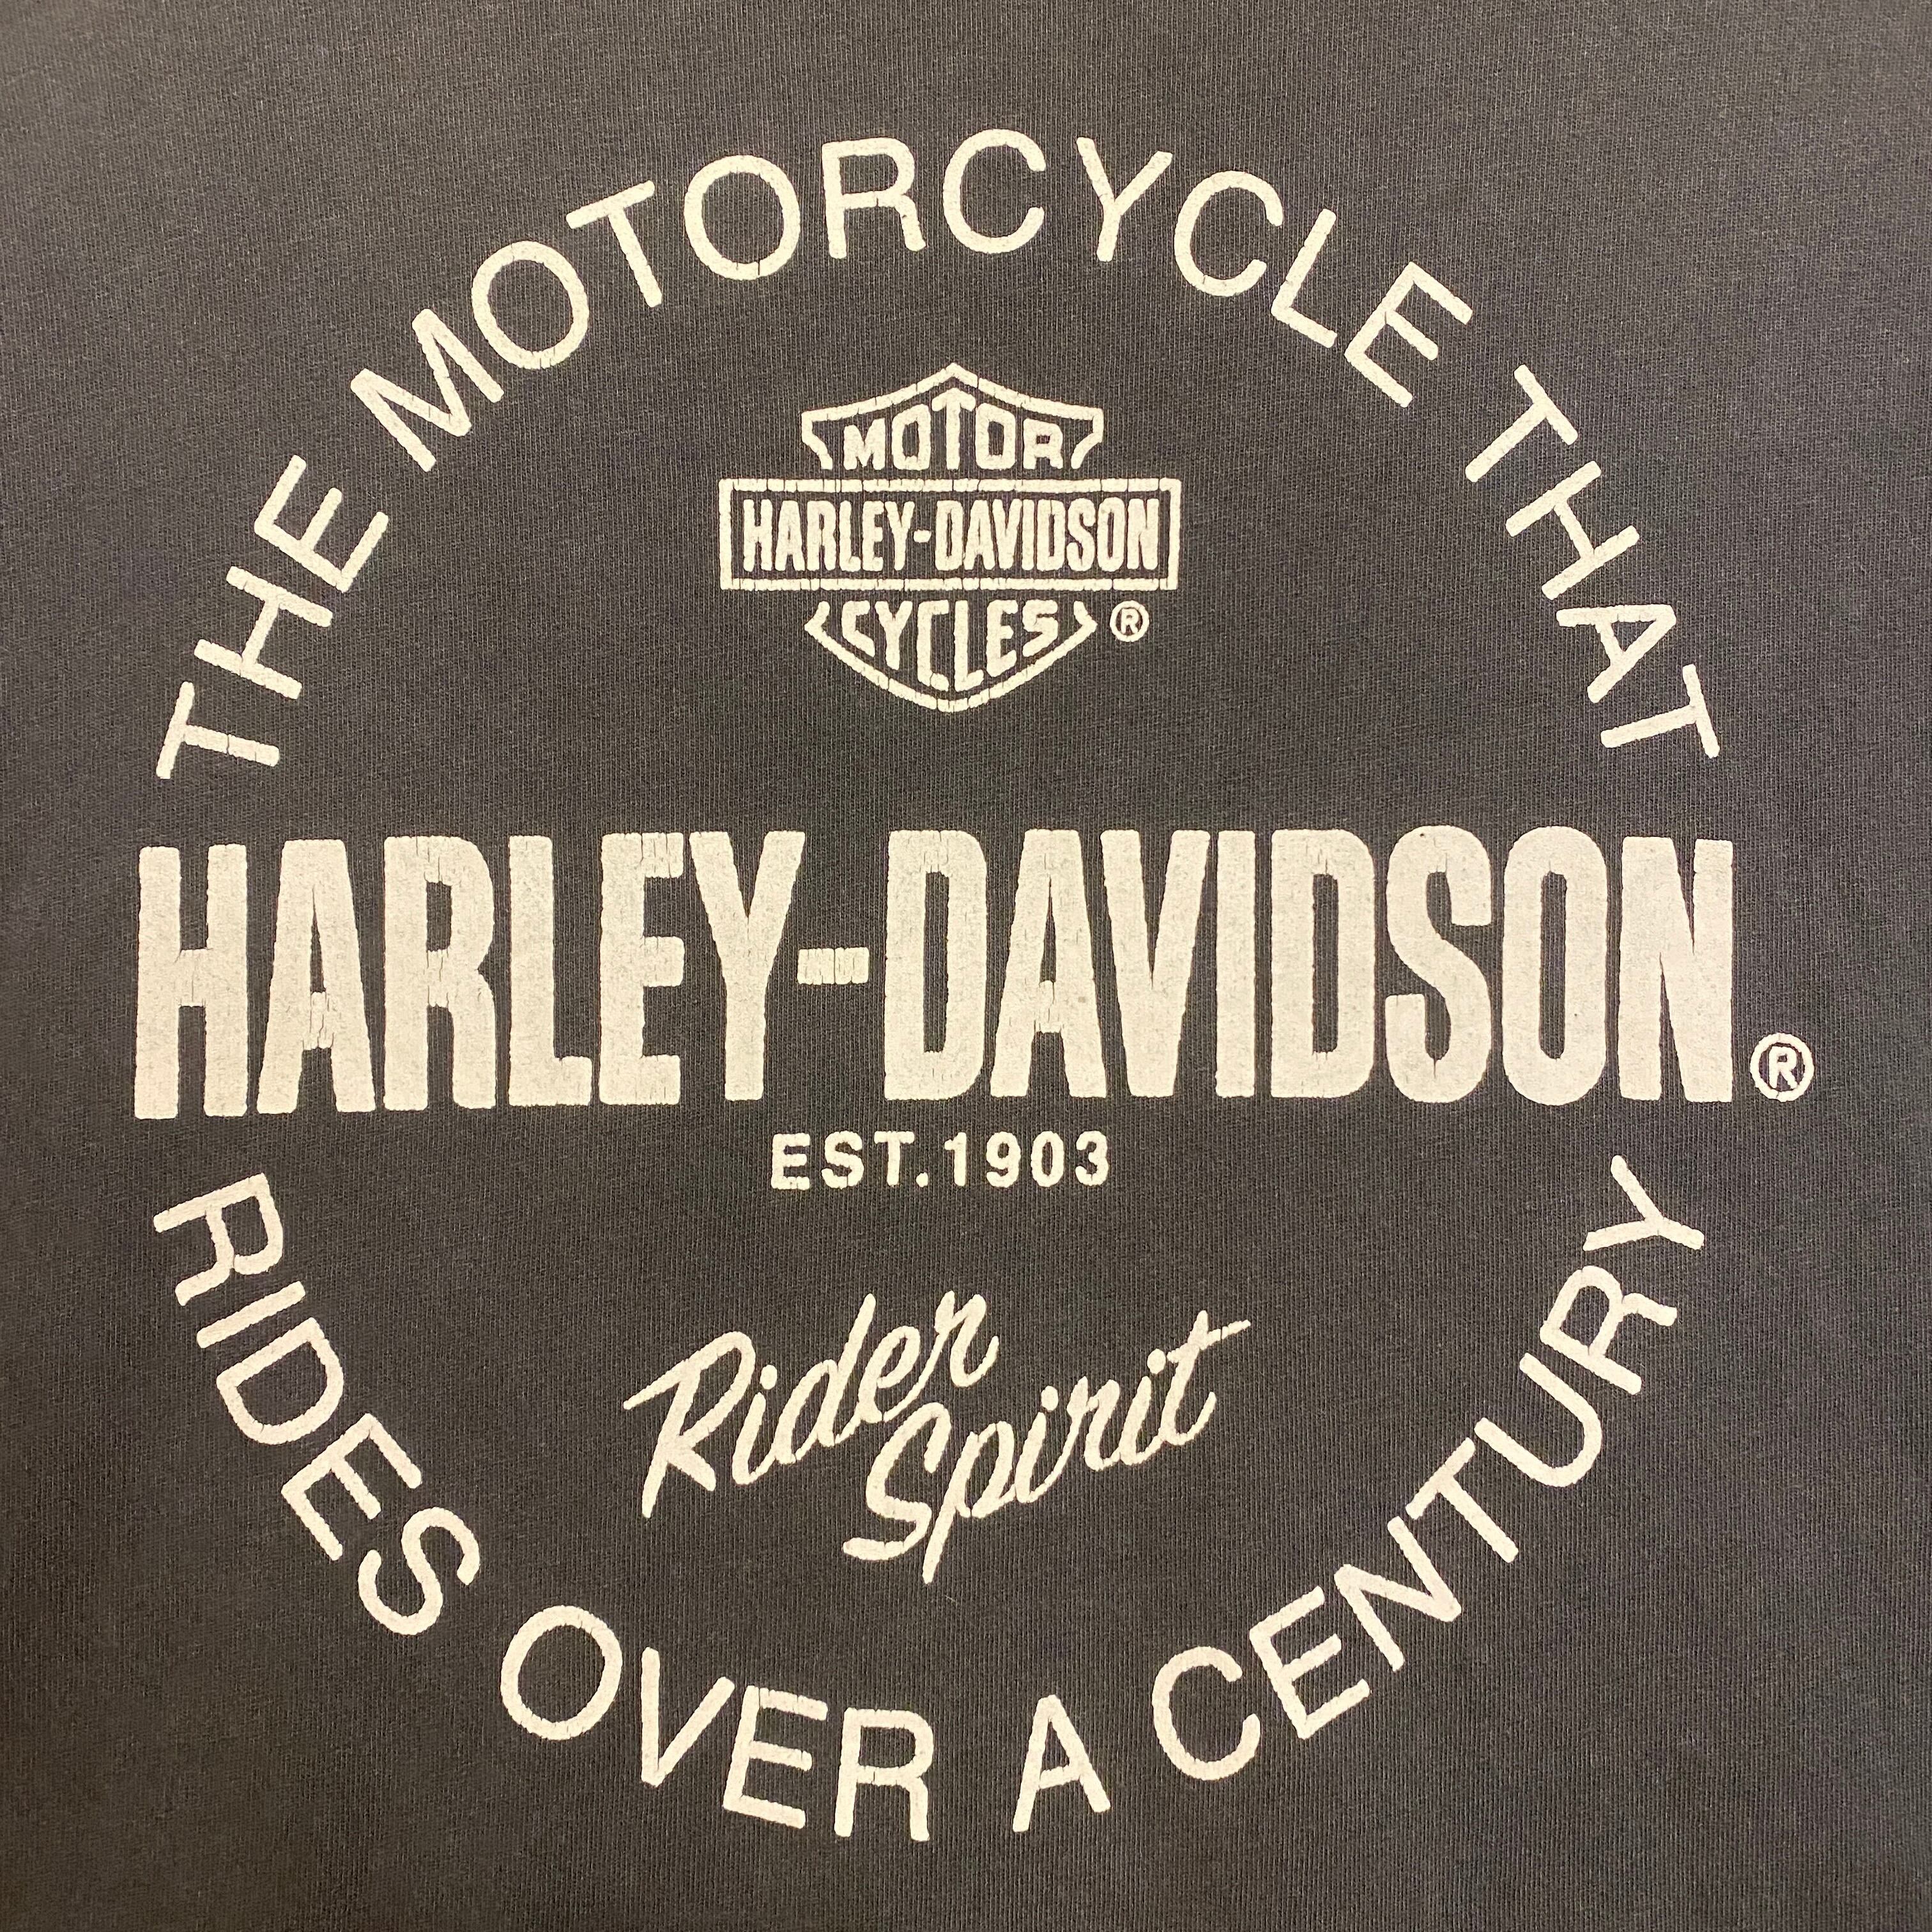 THE MOTORCYCLE THAT
MOTOR
HARLEY-DAVIDSON
CYCLES ®
HARLEY-DAVIDSON ®
EST.1903
Rider
Spirit
RIDES OVER A CENTURY